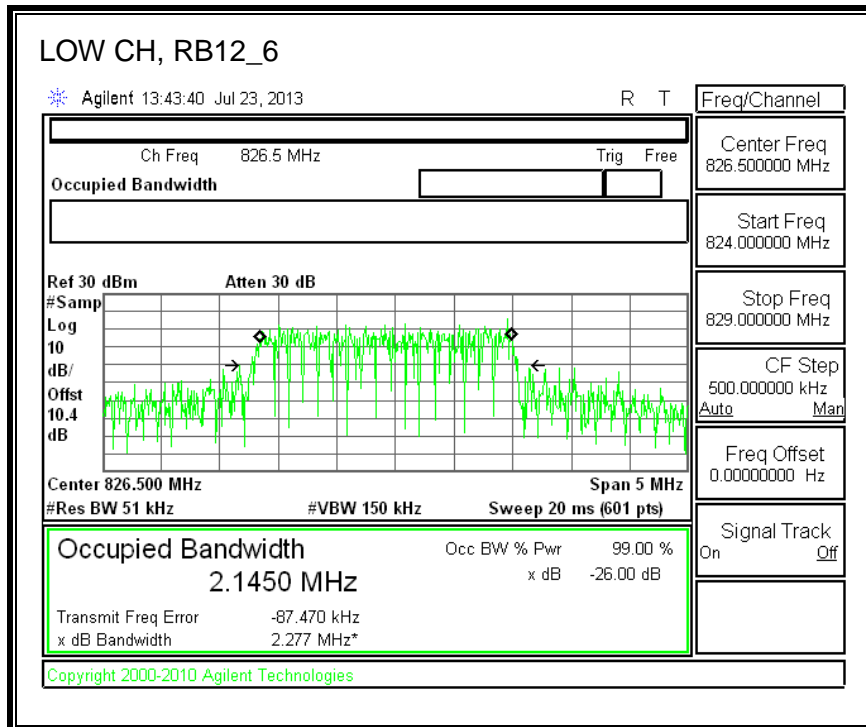 LOW CH, RB12_6
Agilent 13:43:40 Jul 23, 2013 R T
Ch Freq 826.5 MHz Trig Free
Occupied Bandwidth
Ref 30 dBm Atten 30 dB
#Samp
Log
10
dB/
Offst
10.4
dB
Center 826.500 MHz Span 5 MHz
#Res BW 51 kHz #VBW 150 kHz Sweep 20 ms (601 pts)
Occupied Bandwidth Occ BW % Pwr 99.00 %
2.1450 MHz x dB -26.00 dB
Transmit Freq Error -87.470 kHz
x dB Bandwidth 2.277 MHz*
Copyright 2000-2010 Agilent Technologies
Freq/Channel
Center Freq
826.500000 MHz
Start Freq
824.000000 MHz
Stop Freq
829.000000 MHz
CF Step
500.000000 kHz
Auto Man
Freq Offset
0.00000000 Hz
Signal Track
On Off